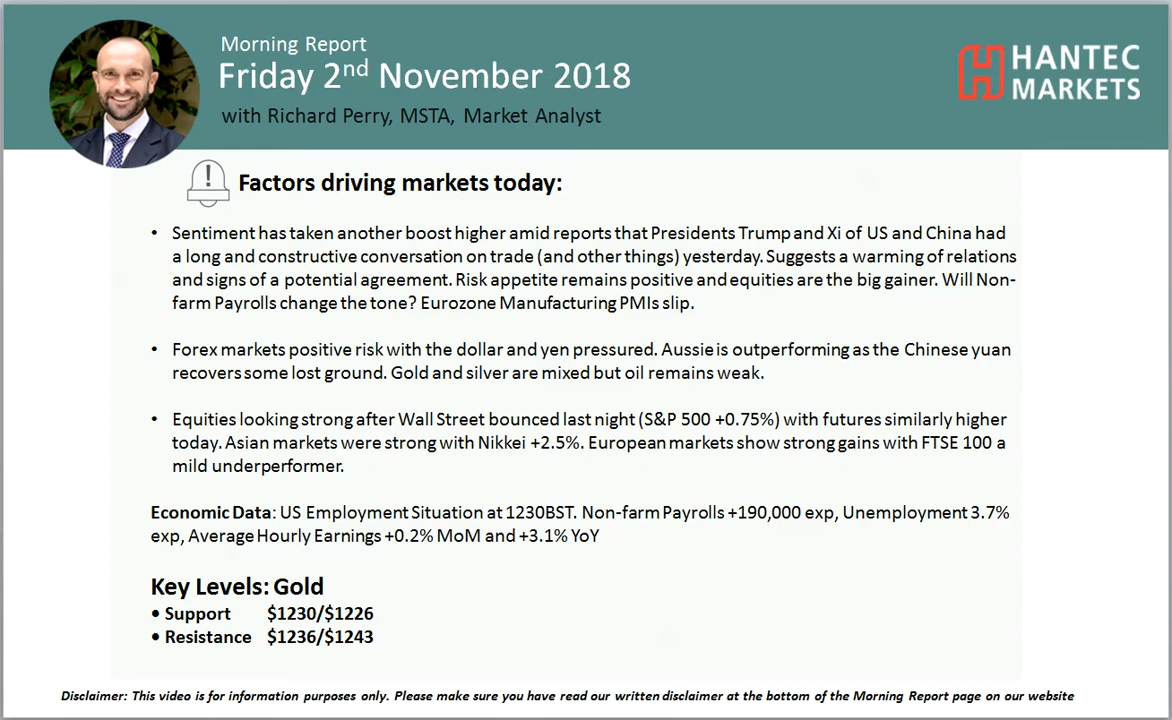 Morning Report
Friday 2nd November 2018
with Richard Perry, MSTA, Market Analyst
HANTEC
MARKETS
Factors driving markets today:
• Sentiment has taken another boost higher amid reports that Presidents Trump and Xi of US and China had
a long and constructive conversation on trade (and other things) yesterday. Suggests a warming of relations
and signs of a potential agreement. Risk appetite remains positive and equities are the big gainer. Will Non-
farm Payrolls change the tone? Eurozone Manufacturing PMIs slip.
• Forex markets positive risk with the dollar and yen pressured. Aussie is outperforming as the Chinese yuan
recovers some lost ground. Gold and silver are mixed but oil remains weak.
• Equities looking strong after Wall Street bounced last night (S&P 500 +0.75%) with futures similarly higher
today. Asian markets were strong with Nikkei +2.5%. European markets show strong gains with FTSE 100 a
mild underperformer.
Economic Data: US Employment Situation at 1230BST. Non-farm Payrolls +190,000 exp, Unemployment 3.7%
exp, Average Hourly Earnings +0.2% MoM and +3.1% YoY
Key Levels: Gold
• Support $1230/$1226
• Resistance $1236/$1243
Disclaimer: This video is for information purposes only. Please make sure you have read our written disclaimer at the bottom of the Morning Report page on our website